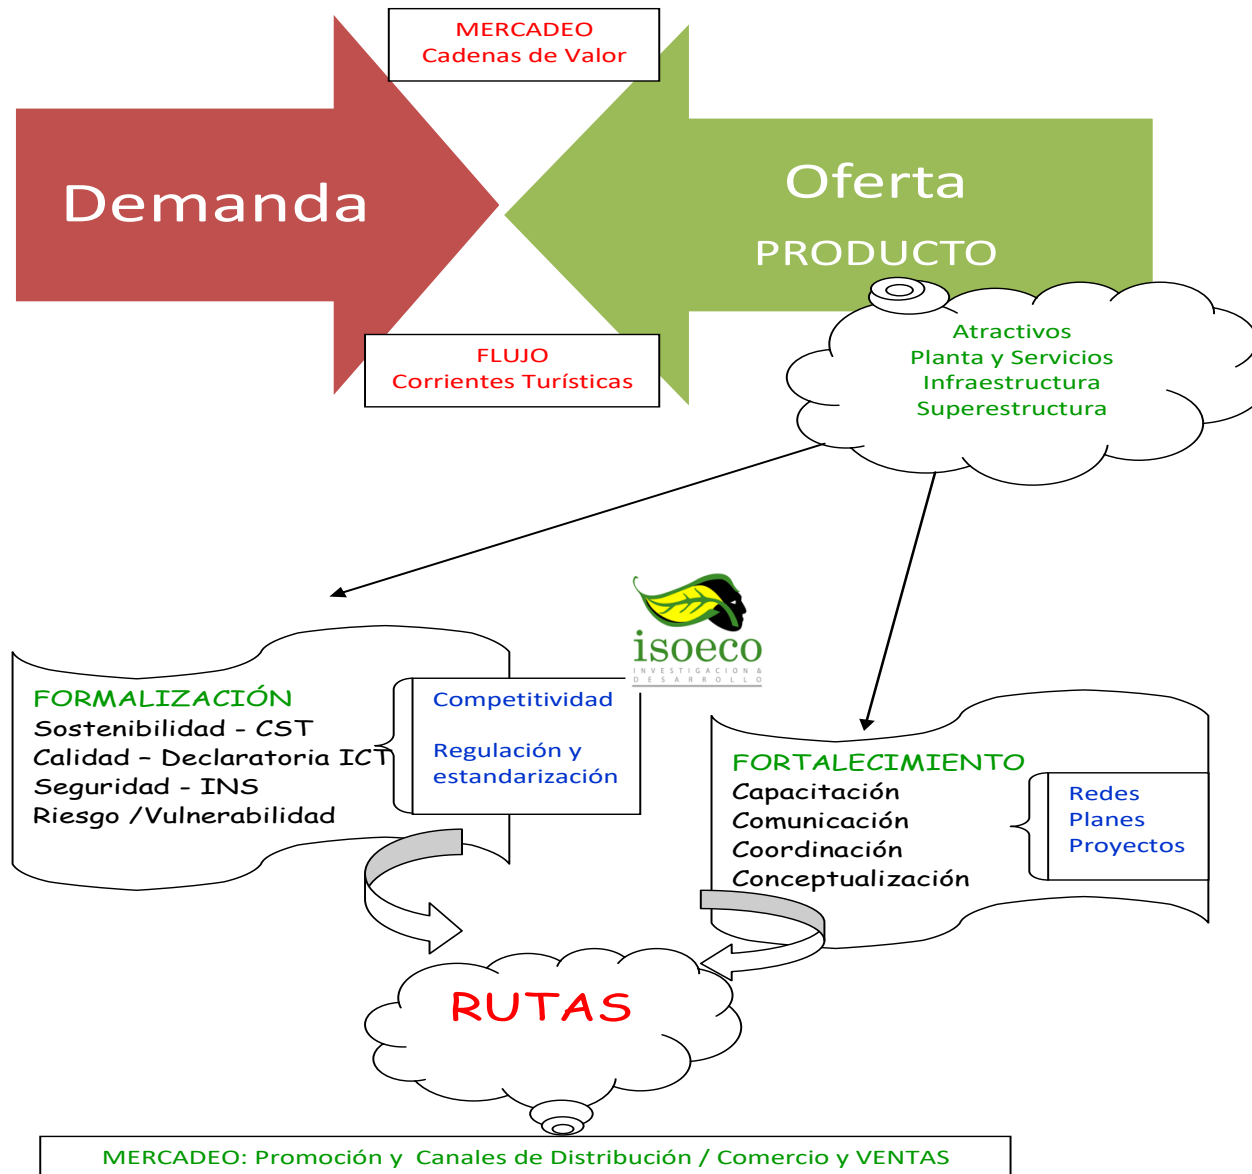 MERCADEO
Cadenas de Valor
Demanda
Oferta
PRODUCTO
FLUJO
Corrientes Turísticas
Atractivos
Planta y Servicios
Infraestructura
Superestructura
isoeco
INVESTIGACION &
DESARROLLO
FORMALIZACIÓN
Sostenibilidad - CST
Calidad – Declaratoria ICT
Seguridad - INS
Riesgo /Vulnerabilidad
Competitividad
Regulación y
estandarización
FORTALECIMIENTO
Capacitación
Comunicación
Coordinación
Conceptualización
Redes
Planes
Proyectos
RUTAS
MERCADEO: Promoción y Canales de Distribución / Comercio y VENTAS